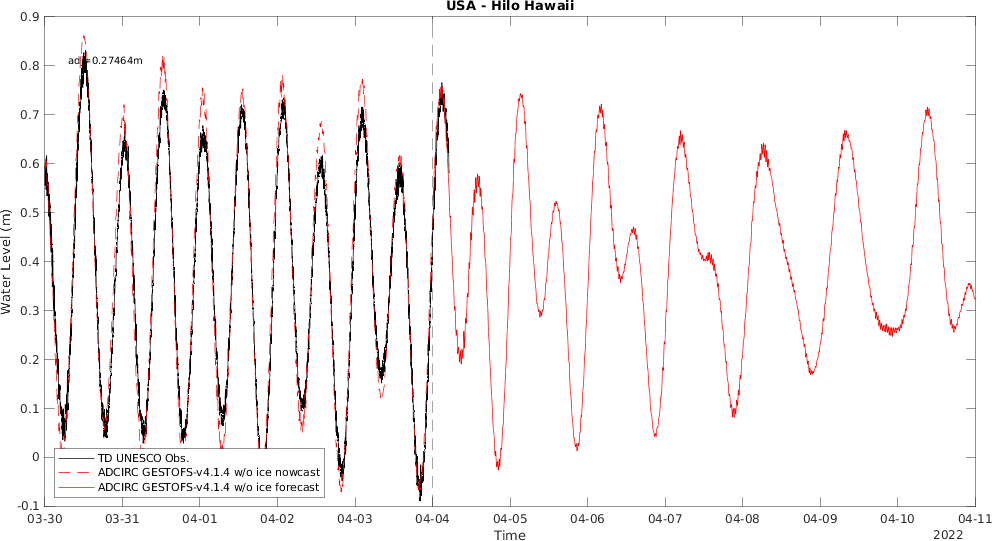 USA - Hilo Hawaii
0.9
0.8
0.7
0.6
0.5
0.4
0.3
0.2
0.1
0
-0.1
Water Level (m)
adj=0.27464m
TD UNESCO Obs.
ADCIRC GESTOFS-v4.1.4 w/o ice nowcast
ADCIRC GESTOFS-v4.1.4 w/o ice forecast
03-30 03-31 04-01 04-02 04-03 04-04 04-05 04-06 04-07 04-08 04-09 04-10 04-11
Time
2022